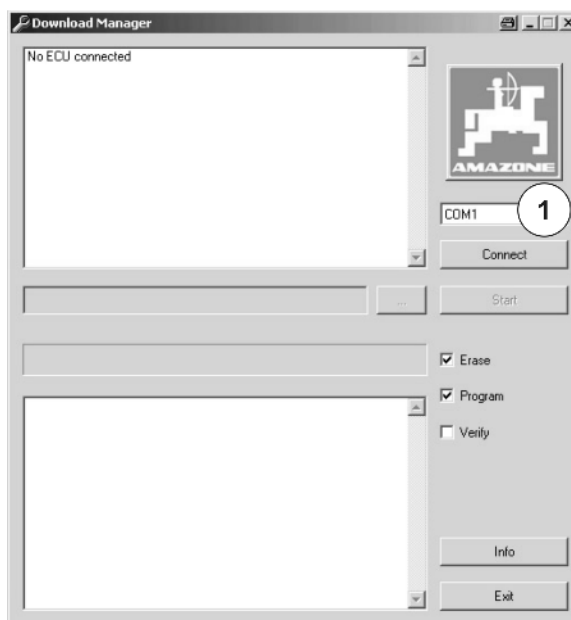 Download Manager
No ECU connected
AMAZONE
COM1
1
Connect
...
Start
Erase
Program
Verify
Info
Exit